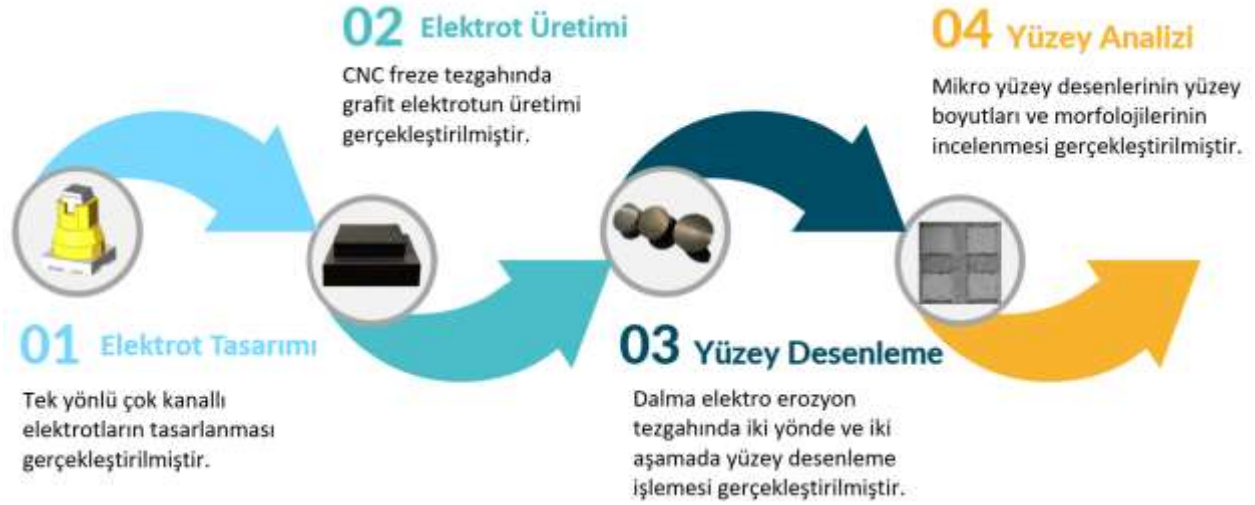 01 Elektrot Tasarımı
Tek yönlü çok kanallı
elektrotların tasarlanması
gerçekleştirilmiştir.
02 Elektrot Üretimi
CNC freze tezgahında
grafit elektrotun üretimi
gerçekleştirilmiştir.
03 Yüzey Desenleme
Dalma elektro erozyon
tezgahında iki yönde ve iki
aşamada yüzey desenleme
işlemesi gerçekleştirilmiştir.
04 Yüzey Analizi
Mikro yüzey desenlerinin yüzey
boyutları ve morfolojilerinin
incelenmesi gerçekleştirilmiştir.